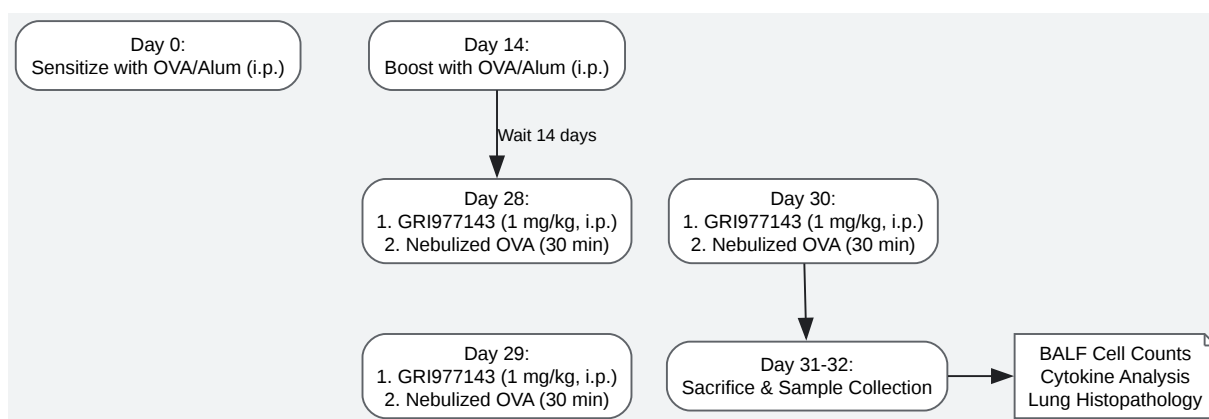 Day 0:
Sensitize with OVA/Alum (i.p.)
Day 14:
Boost with OVA/Alum (i.p.)
Wait 14 days
Day 28:
1. GRI977143 (1 mg/kg, i.p.)
2. Nebulized OVA (30 min)
Day 29:
1. GRI977143 (1 mg/kg, i.p.)
2. Nebulized OVA (30 min)
Day 30:
1. GRI977143 (1 mg/kg, i.p.)
2. Nebulized OVA (30 min)
Day 31-32:
Sacrifice & Sample Collection
BALF Cell Counts
Cytokine Analysis
Lung Histopathology